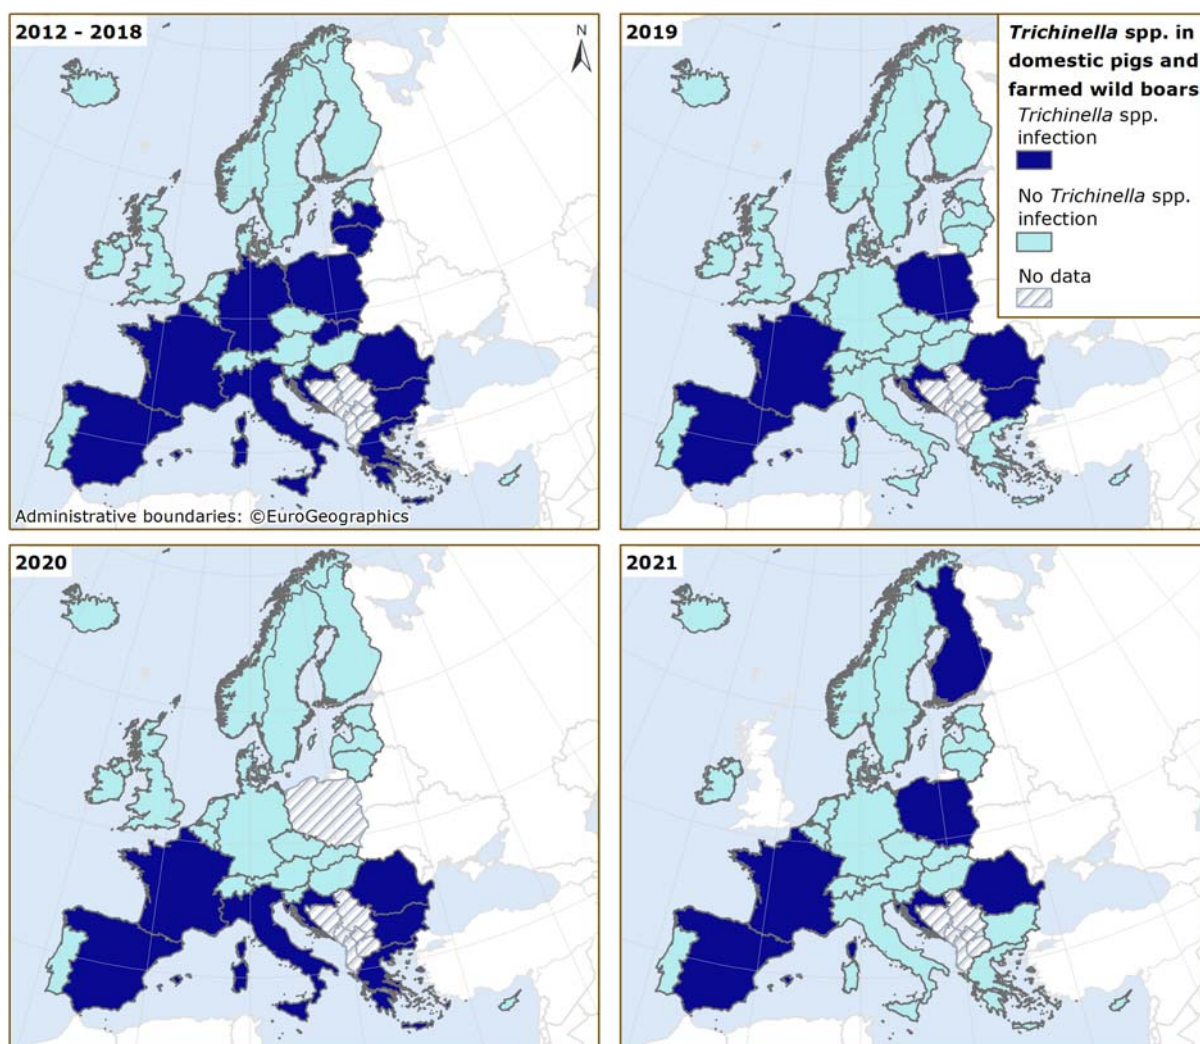 2012 - 2018
N
Administrative boundaries: ©EuroGeographics
2019
Trichinella spp. in
domestic pigs and
farmed wild boars
Trichinella spp.
infection
No Trichinella spp.
infection
No data
2020
2021